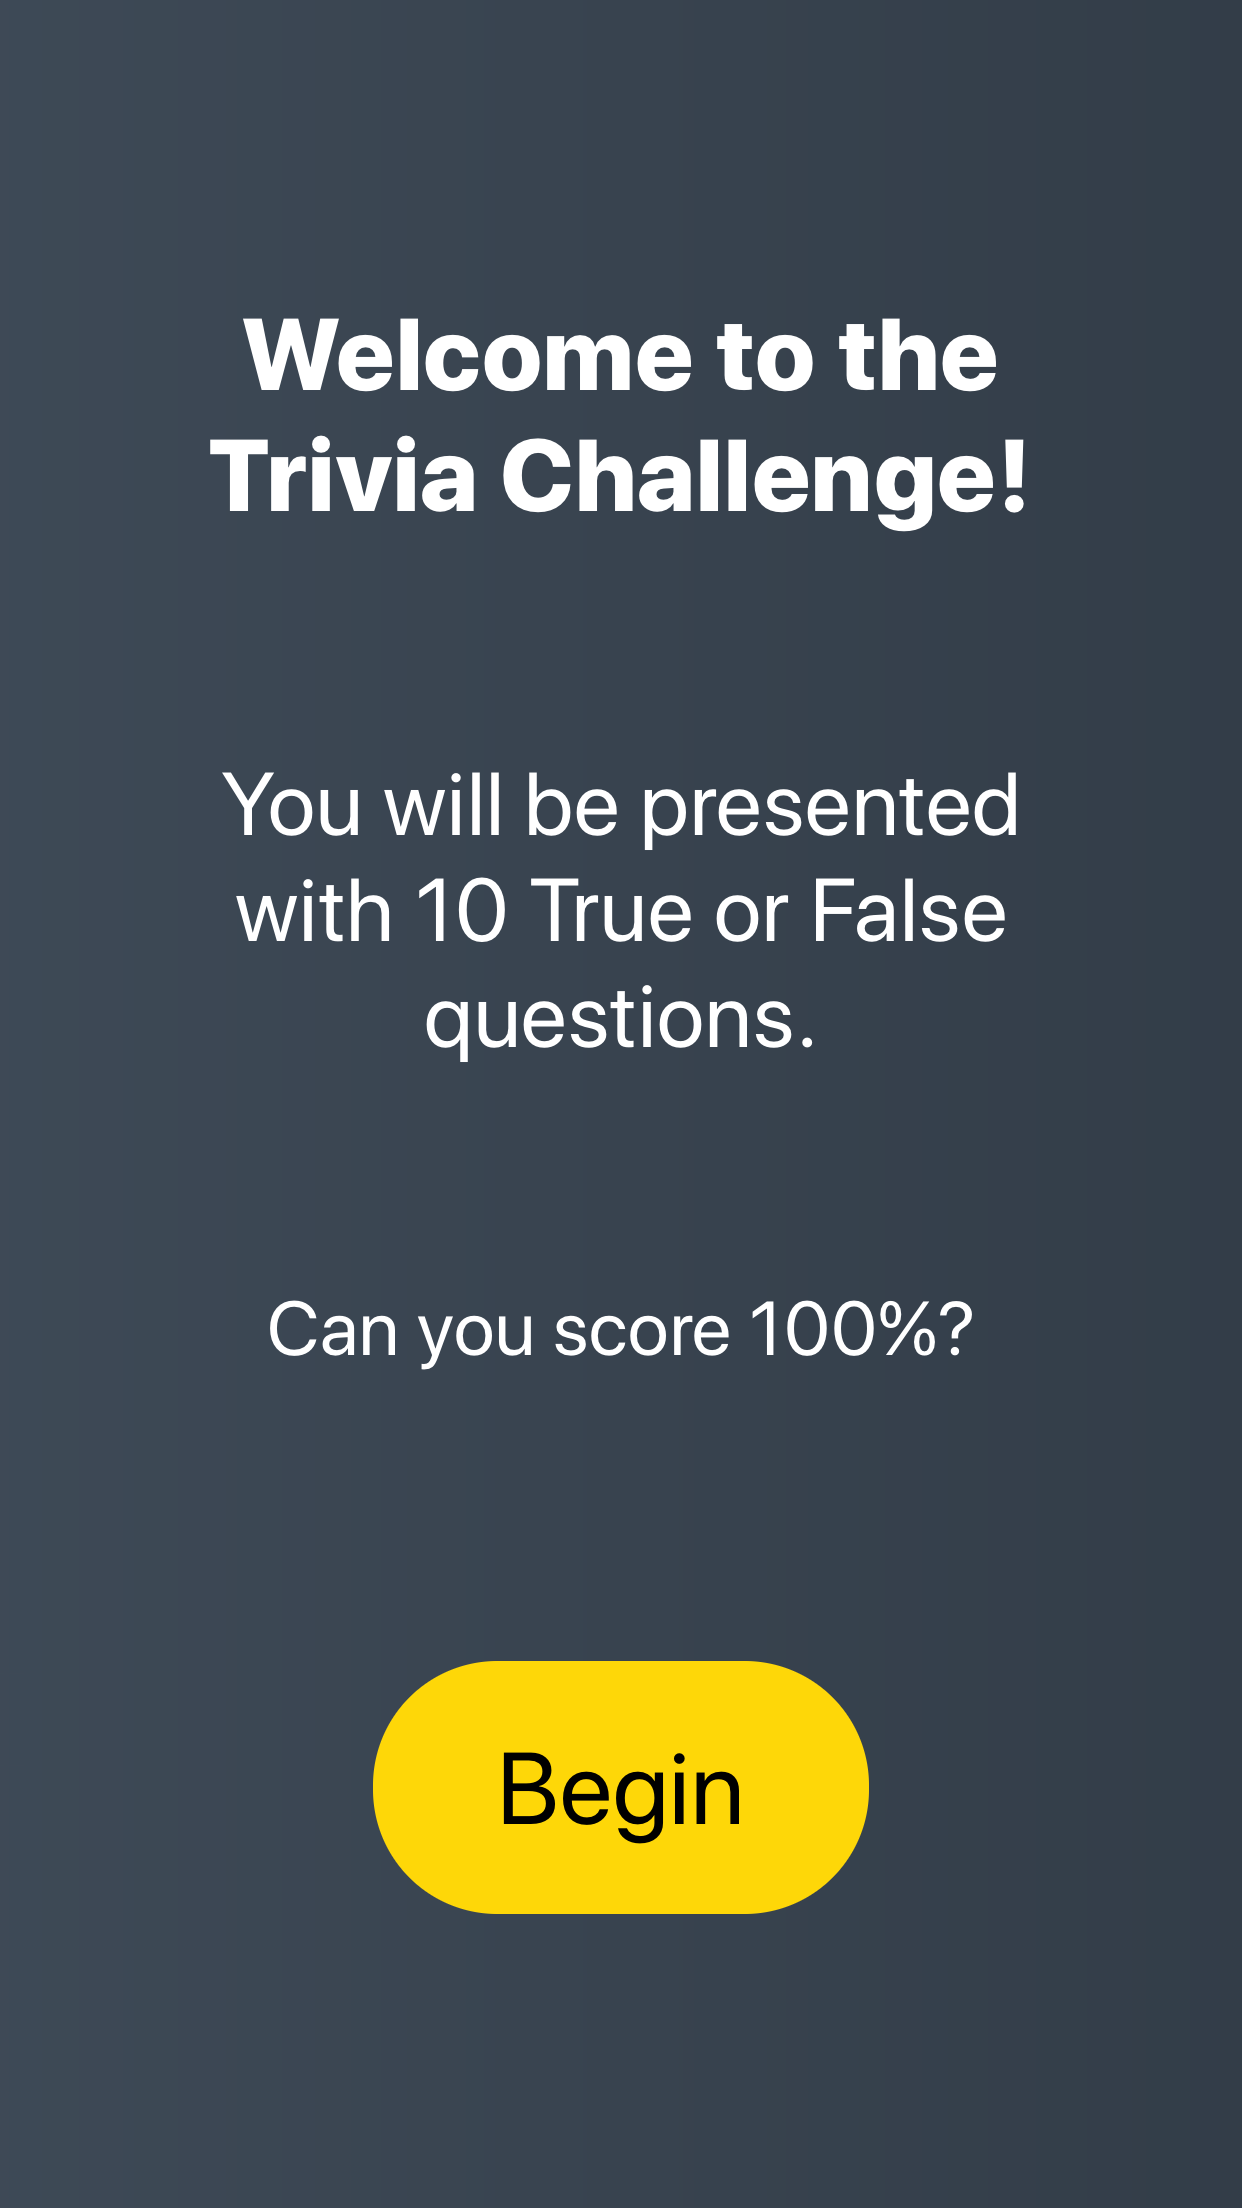 Welcome to the
Trivia Challenge!
You will be presented
with 10 True or False
questions.
Can you score 100%?
Begin